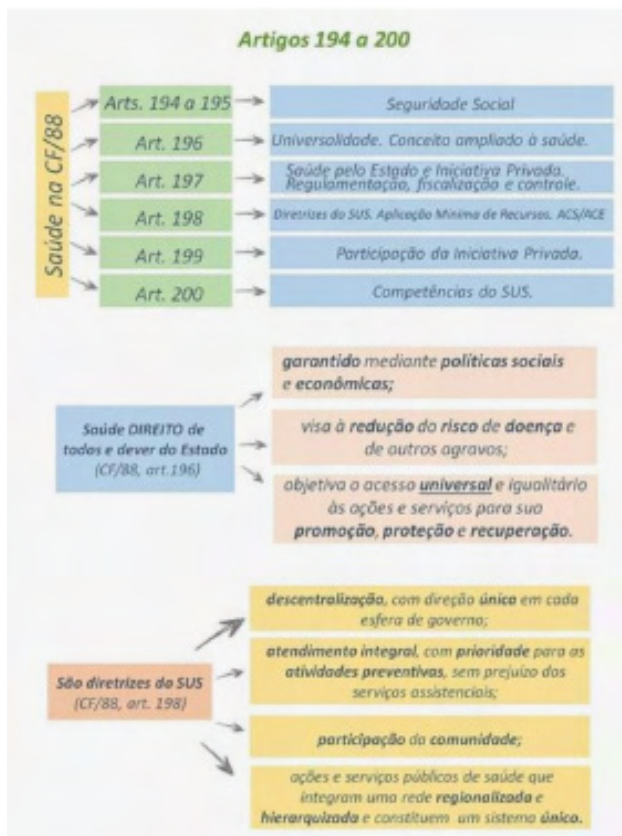 Artigos 194 a 200
Saúde na CF/88
Arts. 194 a 195
Seguridade Social
Art. 196
Universalidade. Conceito ampliado à saúde.
Art. 197
Saúde pelo Estado e Iniciativa Privada.
Regulamentação, fiscalização e controle.
Art. 198
Diretrizes do SUS. Aplicação Mínima de Recursos. ACS/ACE
Art. 199
Participação da Iniciativa Privada.
Art. 200
Competências do SUS.
Saúde DIREITO de
todos e dever do Estado
(CF/88, art.196)
garantido mediante políticas sociais
e econômicas;
visa à redução do risco de doença e
de outros agravos;
objetiva o acesso universal e igualitário
às ações e serviços para sua
promoção, proteção e recuperação.
São diretrizes do SUS
(CF/88, art. 198)
descentralização, com direção única em cada
esfera de governo;
atendimento integral, com prioridade para as
atividades preventivas, sem prejuízo dos
serviços assistenciais;
participação da comunidade;
ações e serviços públicos de saúde que
integram uma rede regionalizada e
hierarquizada e constituem um sistema único.